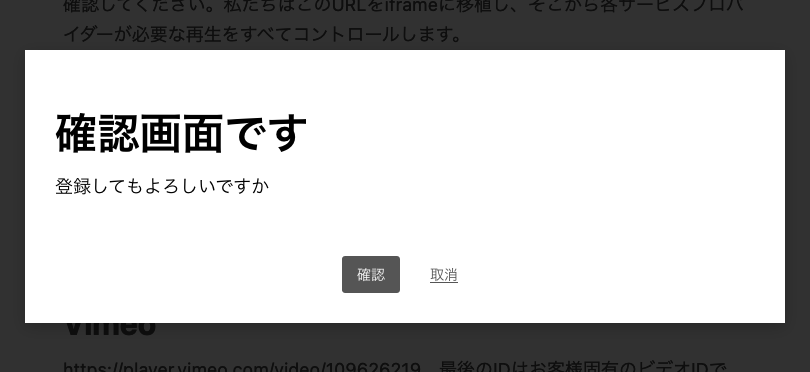 確認してください。私たちはこのURLをiframeに移植し、そこから各サービスプロバ
イダーが必要な再生をすべてコントロールします。
確認画面です
登録してもよろしいですか
確認 取消
Vimeo
https://player.vimeo.com/video/109626219 最後のIDはお客様固有のビデオIDで